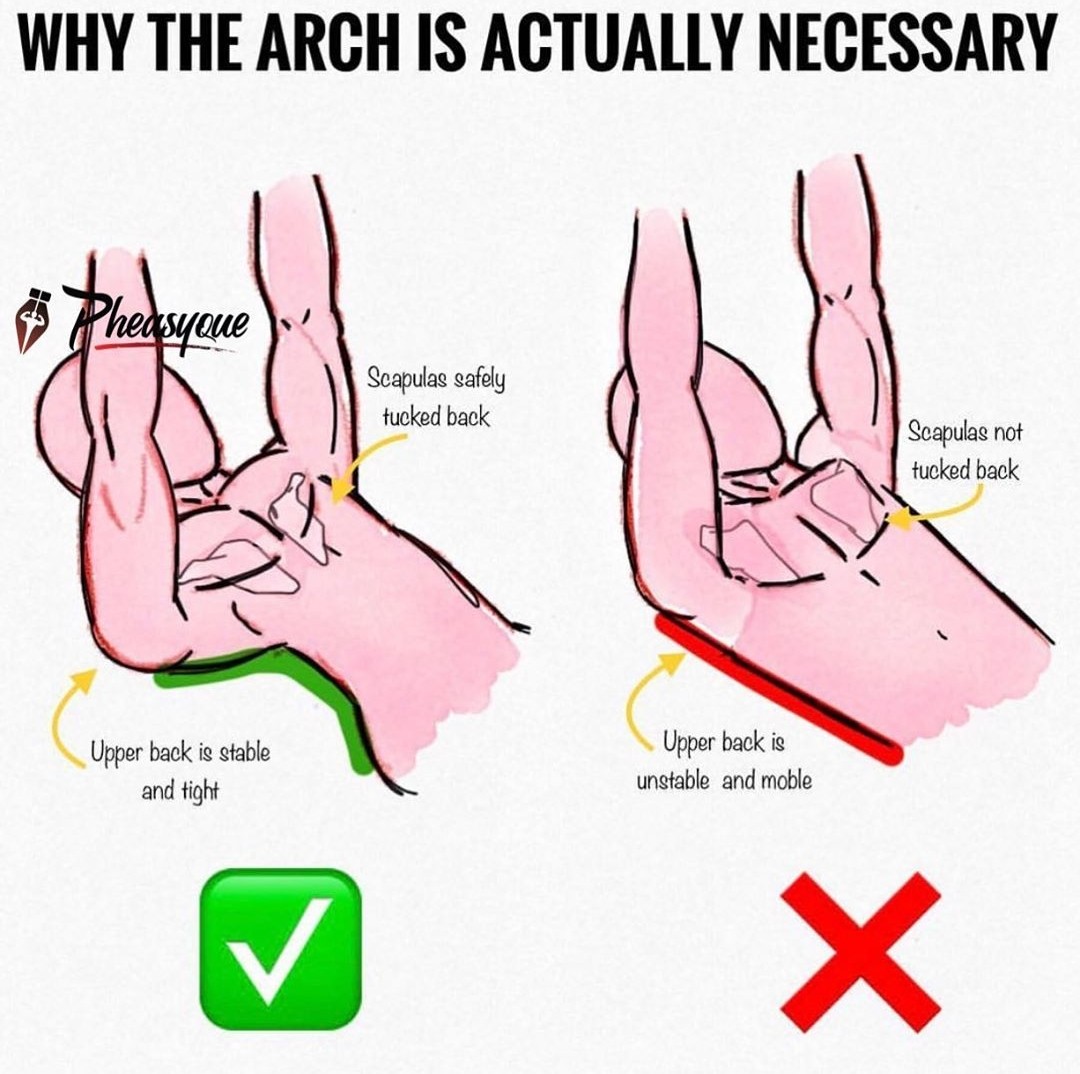 WHY THE ARCH IS ACTUALLY NECESSARY
Pheasyque
Scapulas safely
tucked back
Upper back is stable
and tight
Scapulas not
tucked back
Upper back is
unstable and moble